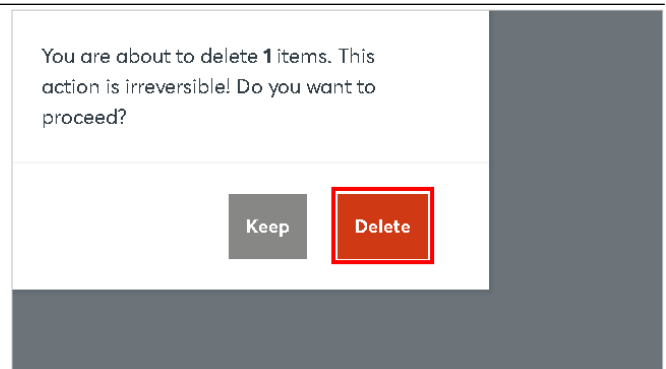 You are about to delete 1 items. This
action is irreversible! Do you want to
proceed?
Keep Delete